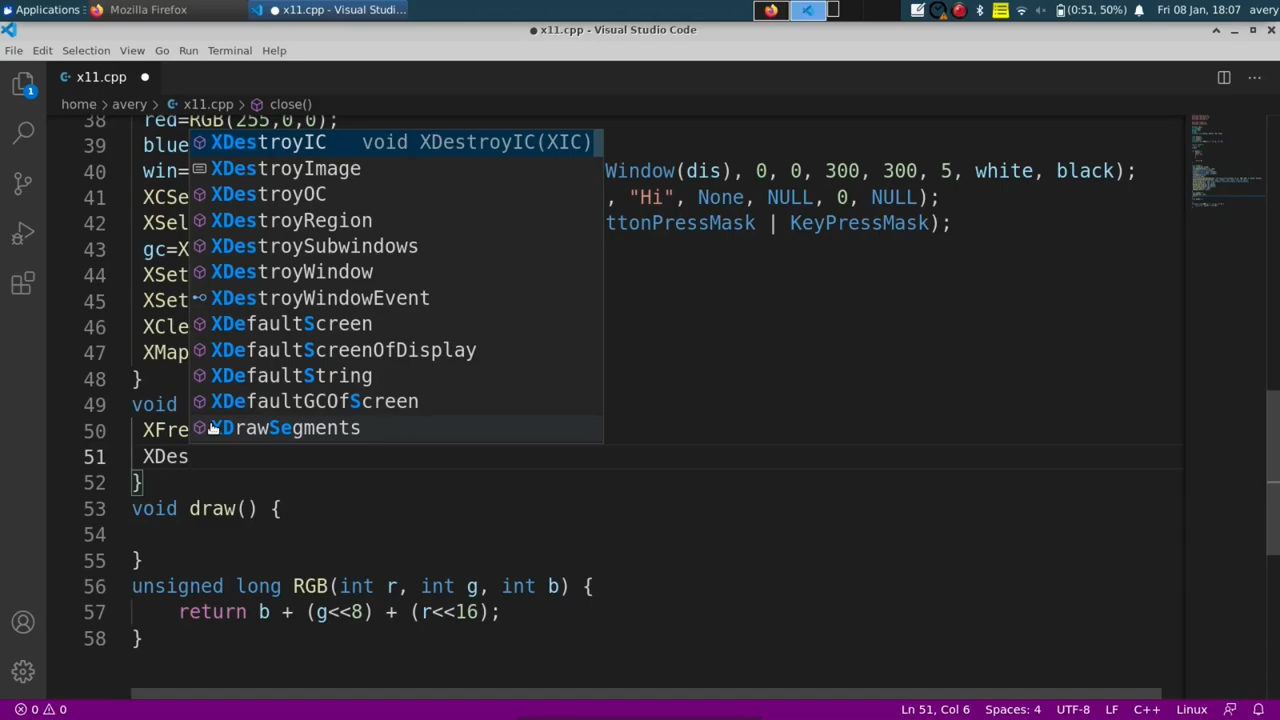 Applications Mozilla Firefox x11.cpp - Visual Studi... (0:51, 50%) Fri 08 Jan, 18:07 avery
x11.cpp - Visual Studio Code
File Edit Selection View Go Run Terminal Help
1
x11.cpp
home > avery > x11.cpp > close()
38 red=RGB(255,0,0);
39 blue
XDestroyIC void XDestroyIC(XIC)
XDestroyImage
XDestroyOC
XDestroyRegion
XDestroySubwindows
XDestroyWindow
XDestroyWindowEvent
XDefaultScreen
XDefaultScreenOfDisplay
XDefaultString
XDefaultGCOfScreen
XDrawSegments
40 win= Window(dis), 0, 0, 300, 300, 5, white, black);
41 XCSe , "Hi", None, NULL, 0, NULL);
42 XSel ttonPressMask | KeyPressMask);
43 gc=X
44 XSet
45 XSet
46 XCle
47 XMap
48 }
49 void
50 XFre
51 XDes
52 }
53 void draw() {
54
55 }
56 unsigned long RGB(int r, int g, int b) {
57 return b + (g<<8) + (r<<16);
58 }
0 0 Ln 51, Col 6 Spaces: 4 UTF-8 LF C++ Linux